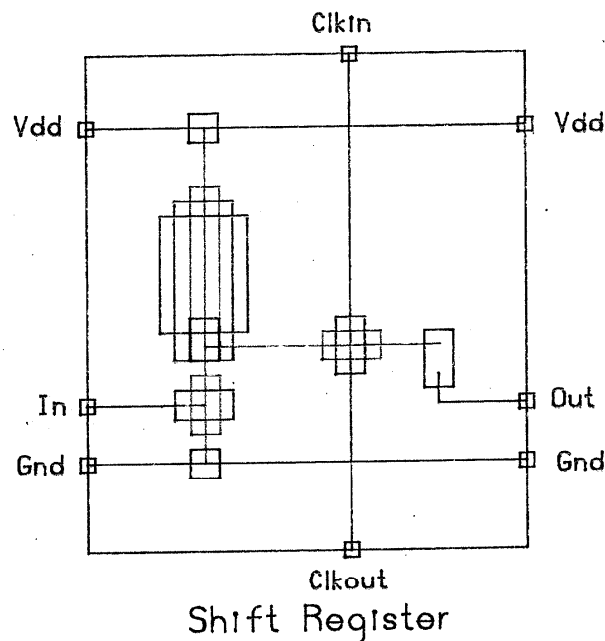 Clkin
Vdd
Vdd
In
Out
Gnd
Gnd
Clkout
Shift Register